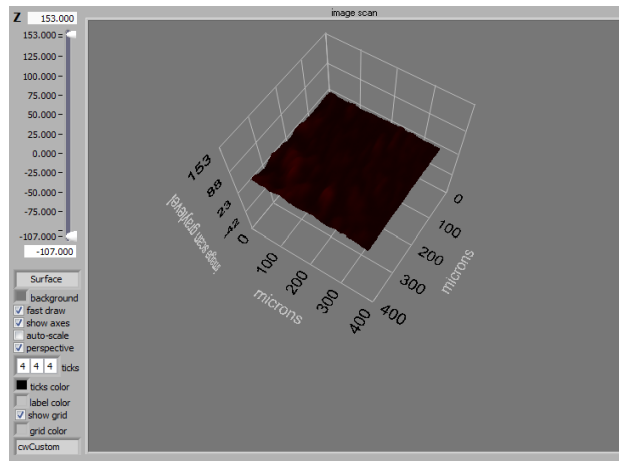 image scan
Z 153.000
153.000
125.000
100.000
75.000
50.000
25.000
0.000
-25.000
-50.000
-75.000
-107.000
-107.000
Surface
background
fast draw
show axes
auto-scale
perspective
4 4 4 ticks
ticks color
label color
show grid
grid color
cwCustom
153
88
23
-42
image scan graylevel
0
100
200
300
400
microns
0
100
200
300
400
microns